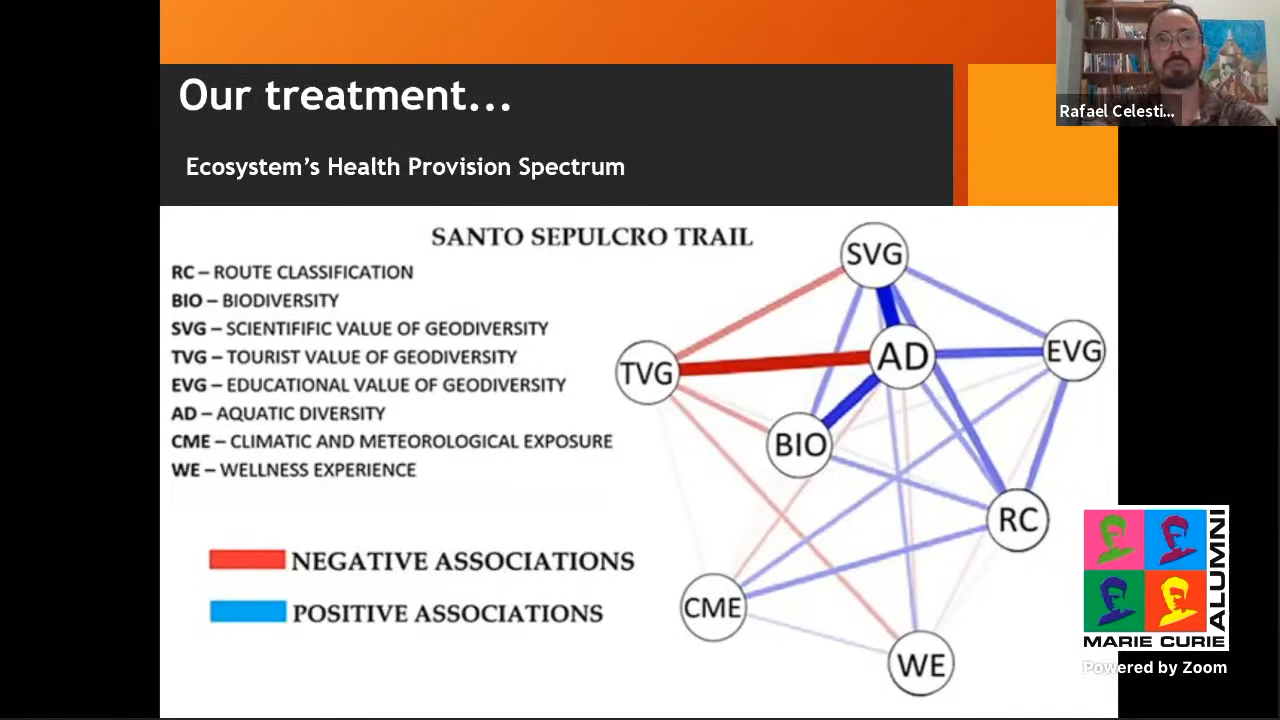 Our treatment...
Ecosystem's Health Provision Spectrum
Rafael Celesti...
SANTO SEPULCRO TRAIL
RC – ROUTE CLASSIFICATION
BIO – BIODIVERSITY
SVG – SCIENTIFIFIC VALUE OF GEODIVERSITY
TVG – TOURIST VALUE OF GEODIVERSITY
EVG – EDUCATIONAL VALUE OF GEODIVERSITY
AD – AQUATIC DIVERSITY
CME – CLIMATIC AND METEOROLOGICAL EXPOSURE
WE – WELLNESS EXPERIENCE
NEGATIVE ASSOCIATIONS
POSITIVE ASSOCIATIONS
SVG
AD
EVG
TVG
BIO
RC
CME
WE
ALUMNI
MARIE CURIE
Powered by Zoom